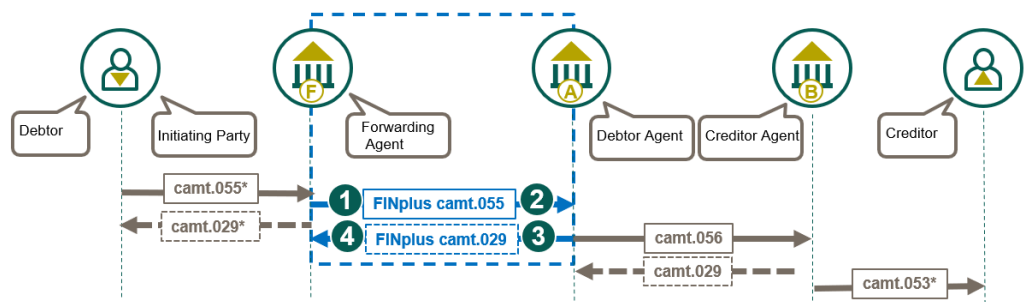 F
A
B
Debtor
Initiating Party
Forwarding
Agent
Debtor Agent
Creditor Agent
Creditor
camt.055*
1
FINplus camt.055
2
camt.029*
4
FINplus camt.029
3
camt.056
camt.029
camt.053*